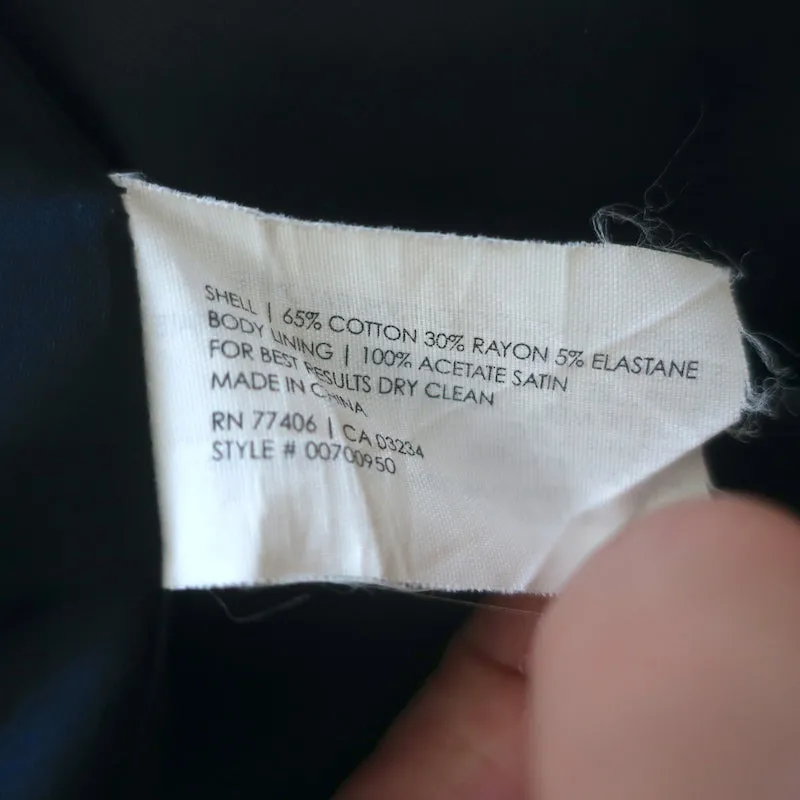 SHELL | 65% COTTON 30% RAYON 5% ELASTANE
BODY LINING | 100% ACETATE SATIN
FOR BEST RESULTS DRY CLEAN
MADE IN CHINA
RN 77406 | CA 03234
STYLE # 00700950